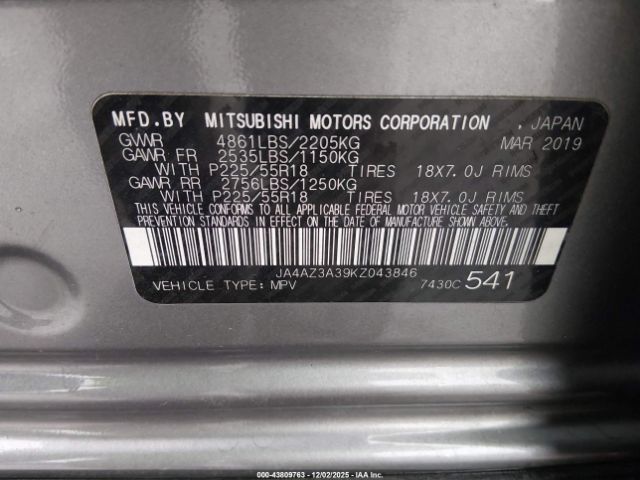 MFD.BY MITSUBISHI MOTORS CORPORATION , JAPAN
GVWR 4861LBS/2205KG MAR 2019
GAWR FR 2535LBS/1150KG
WITH P225/55R18 TIRES 18X7.0J RIMS
GAWR RR 2756LBS/1250KG
WITH P225/55R18 TIRES 18X7.0J RIMS
THIS VEHICLE CONFORMS TO ALL APPLICABLE FEDERAL MOTOR VEHICLE SAFETY AND THEFT
PREVENTION STANDARDS IN EFFECT ON THE DATE OF MANUFACTURE SHOWN ABOVE.
JA4AZ3A39KZ043846
VEHICLE TYPE: MPV 7430C 541
000-43809763 - 12/02/2025 - IAA Inc.